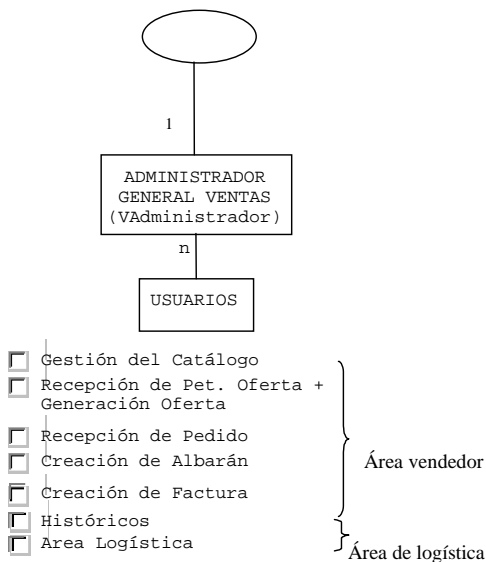 1
ADMINISTRADOR
GENERAL VENTAS
(VAdministrador)
n
USUARIOS
Gestión del Catálogo
Recepción de Pet. Oferta +
Generación Oferta
Recepción de Pedido
Creación de Albarán
Área vendedor
Creación de Factura
Históricos
Area Logística
Área de logística